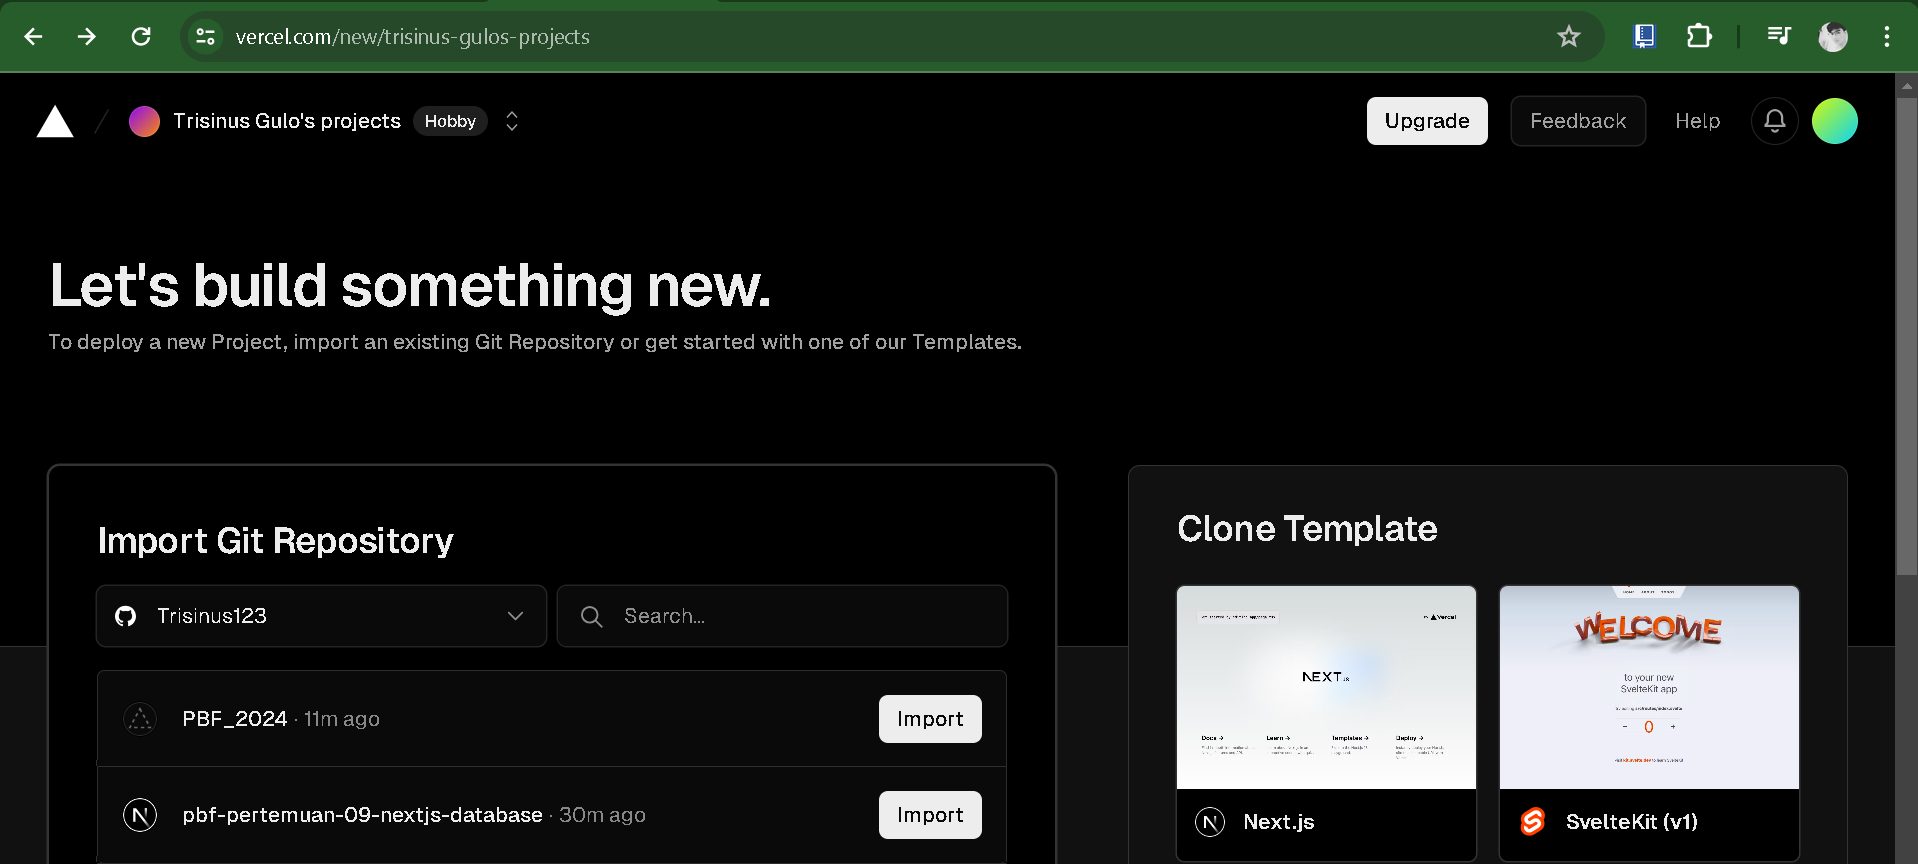 vercel.com/new/trisinus-gulos-projects
Trisinus Gulo's projects Hobby
Upgrade Feedback Help
Let's build something new.
To deploy a new Project, import an existing Git Repository or get started with one of our Templates.
Import Git Repository
Trisinus123 Search...
PBF_2024 · 11m ago Import
pbf-pertemuan-09-nextjs-database · 30m ago Import
Clone Template
Vercel
NEXT.JS
Docs → Learn → Templates → Deploy →
WELCOME
to your new
SvelteKit app
- 0 +
N Next.js
SvelteKit (v1)